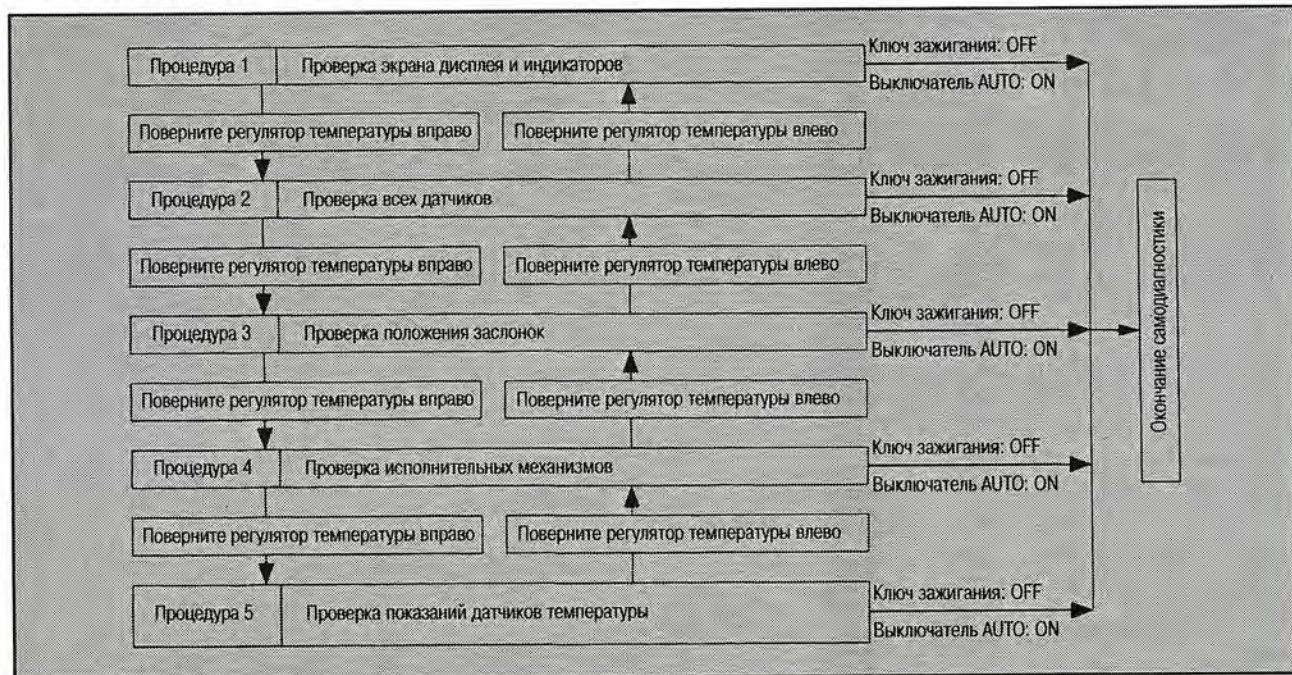 Ключ зажигания: OFF
Процедура 1 Проверка экрана дисплея и индикаторов
Выключатель AUTO: ON
Поверните регулятор температуры вправо Поверните регулятор температуры влево
Ключ зажигания: OFF
Процедура 2 Проверка всех датчиков
Выключатель AUTO: ON
Поверните регулятор температуры вправо Поверните регулятор температуры влево
Ключ зажигания: OFF
Процедура 3 Проверка положения заслонок
Выключатель AUTO: ON
Поверните регулятор температуры вправо Поверните регулятор температуры влево
Ключ зажигания: OFF
Процедура 4 Проверка исполнительных механизмов
Выключатель AUTO: ON
Поверните регулятор температуры вправо Поверните регулятор температуры влево
Ключ зажигания: OFF
Процедура 5 Проверка показаний датчиков температуры
Выключатель AUTO: ON
Окончание самодиагностики